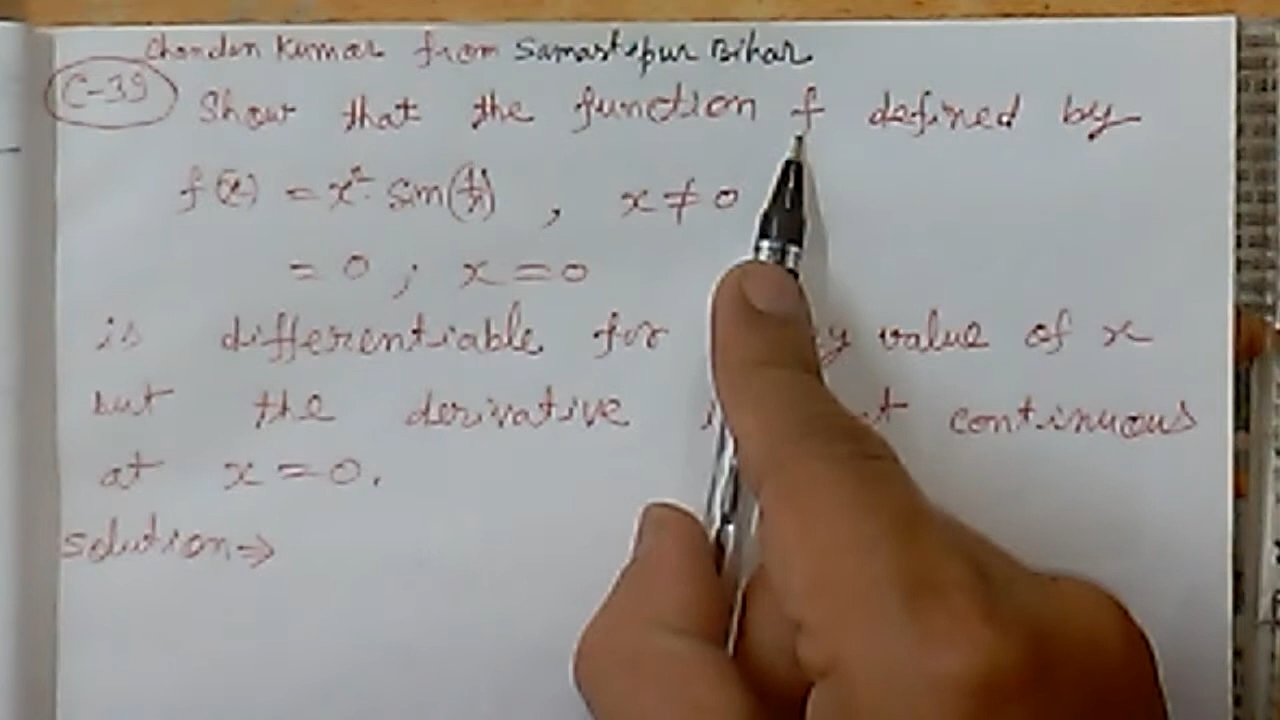 Chandan Kumar from Samastipur Bihar.
C-39 Show that the function f defined by
f(x) = x². sin(1/x) , x ≠ 0
= 0 ; x = 0
is differentiable for value of x
but the derivative continuous
at x = 0.
Solution →